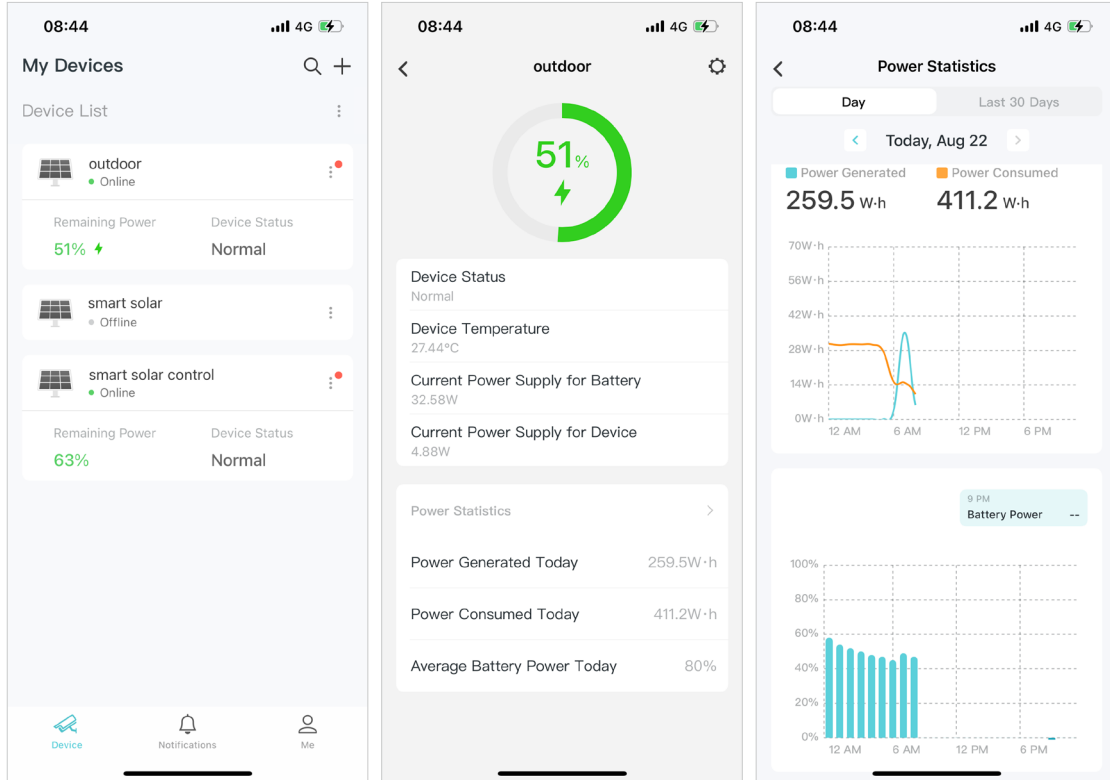 08:44 4G
My Devices
Device List
outdoor
Online
Remaining Power Device Status
51% Normal
smart solar
Offline
smart solar control
Online
Remaining Power Device Status
63% Normal
Device Notifications Me
08:44 4G
outdoor
51%
Device Status
Normal
Device Temperature
27.44°C
Current Power Supply for Battery
32.58W
Current Power Supply for Device
4.88W
Power Statistics
Power Generated Today 259.5W·h
Power Consumed Today 411.2W·h
Average Battery Power Today 80%
08:44 4G
Power Statistics
Day Last 30 Days
Today, Aug 22
Power Generated Power Consumed
259.5 W·h 411.2 W·h
70W·h
56W·h
42W·h
28W·h
14W·h
0W·h
12 AM 6 AM 12 PM 6 PM
9 PM
Battery Power --
100%
80%
60%
40%
20%
0%
12 AM 6 AM 12 PM 6 PM